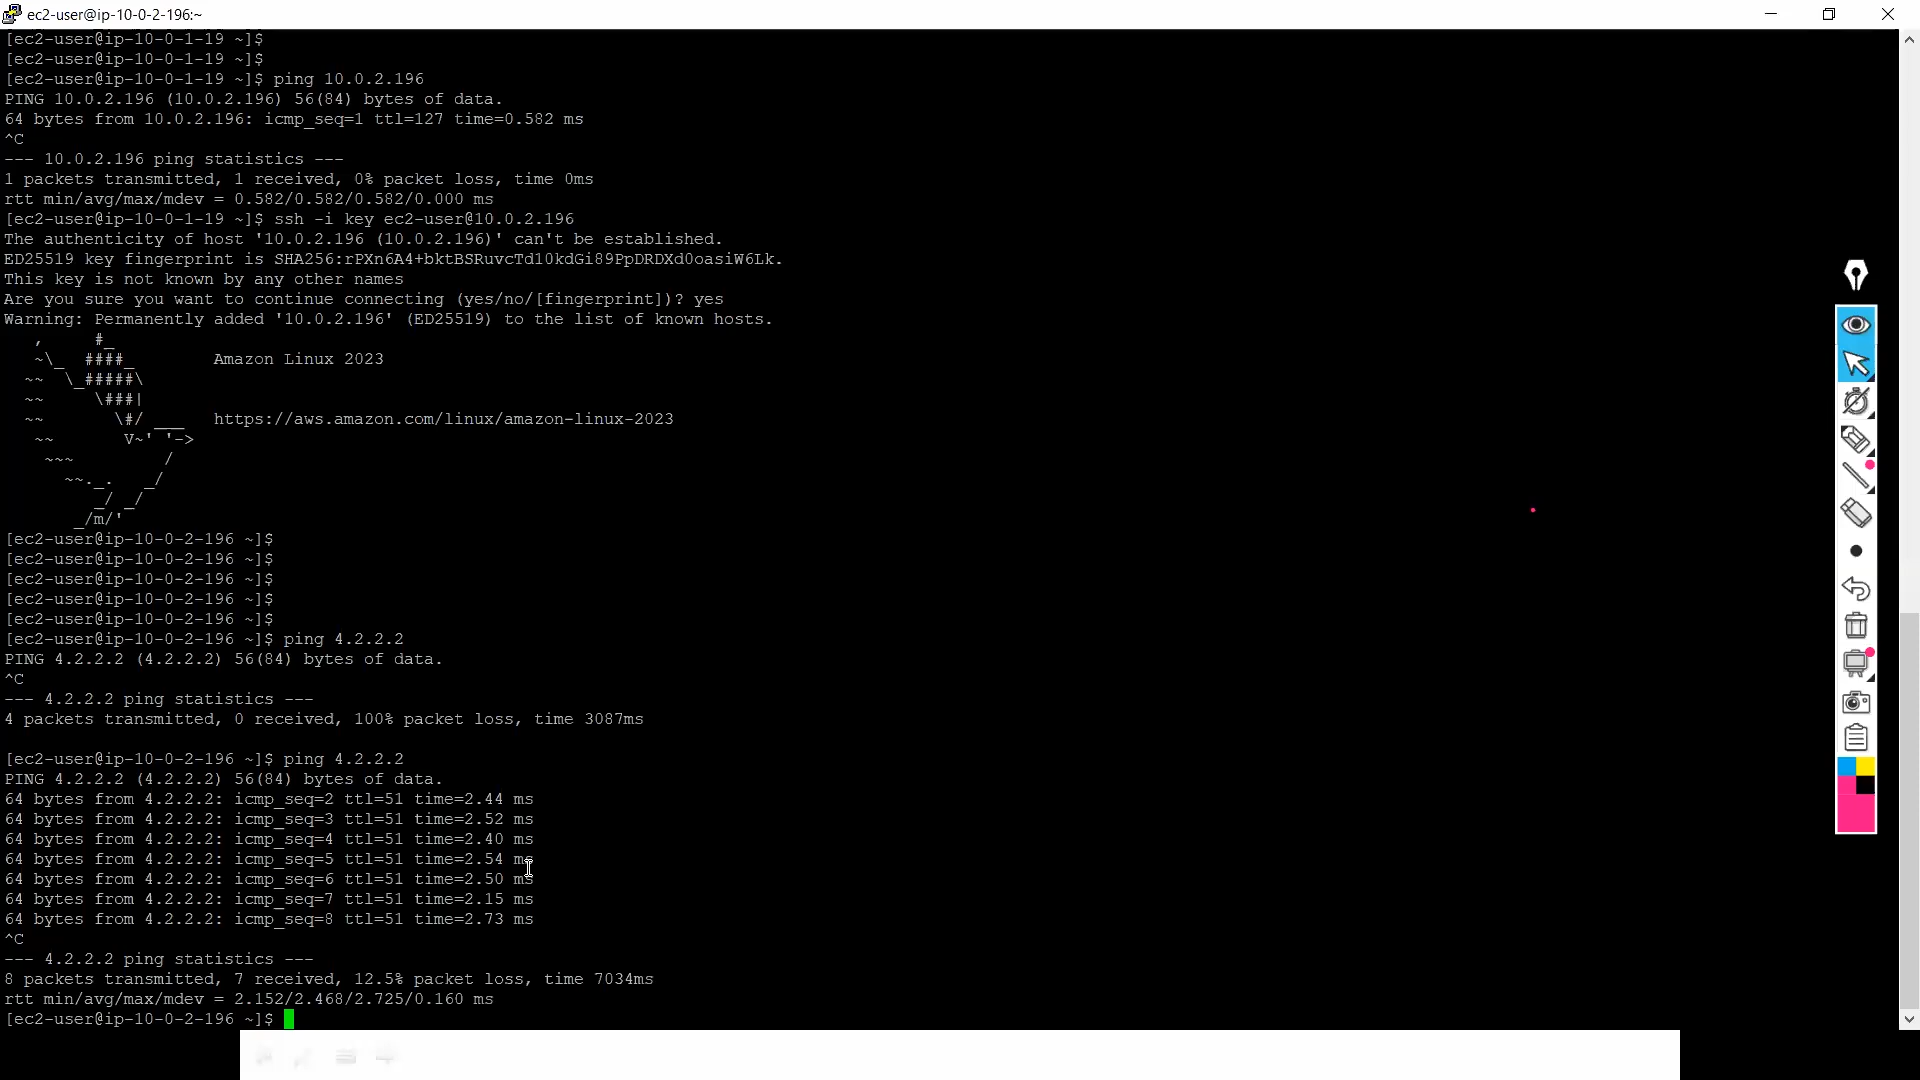 ec2-user@ip-10-0-2-196:~
[ec2-user@ip-10-0-1-19 ~]$
[ec2-user@ip-10-0-1-19 ~]$
[ec2-user@ip-10-0-1-19 ~]$ ping 10.0.2.196
PING 10.0.2.196 (10.0.2.196) 56(84) bytes of data.
64 bytes from 10.0.2.196: icmp_seq=1 ttl=127 time=0.582 ms
^C
--- 10.0.2.196 ping statistics ---
1 packets transmitted, 1 received, 0% packet loss, time 0ms
rtt min/avg/max/mdev = 0.582/0.582/0.582/0.000 ms
[ec2-user@ip-10-0-1-19 ~]$ ssh -i key ec2-user@10.0.2.196
The authenticity of host '10.0.2.196 (10.0.2.196)' can't be established.
ED25519 key fingerprint is SHA256:rPXn6A4+bktBSRuvcTd10kdGi89PpDRDXd0oasiW6Lk.
This key is not known by any other names
Are you sure you want to continue connecting (yes/no/[fingerprint])? yes
Warning: Permanently added '10.0.2.196' (ED25519) to the list of known hosts.
   ,     #_
   ~\_  ####_        Amazon Linux 2023
  ~~  \_#####\
  ~~     \###|
  ~~       \#/ ___   https://aws.amazon.com/linux/amazon-linux-2023
   ~~       V~' '->
    ~~~         /
      ~~._.   _/
         _/ _/
       _/m/'
[ec2-user@ip-10-0-2-196 ~]$
[ec2-user@ip-10-0-2-196 ~]$
[ec2-user@ip-10-0-2-196 ~]$
[ec2-user@ip-10-0-2-196 ~]$
[ec2-user@ip-10-0-2-196 ~]$
[ec2-user@ip-10-0-2-196 ~]$ ping 4.2.2.2
PING 4.2.2.2 (4.2.2.2) 56(84) bytes of data.
^C
--- 4.2.2.2 ping statistics ---
4 packets transmitted, 0 received, 100% packet loss, time 3087ms
[ec2-user@ip-10-0-2-196 ~]$ ping 4.2.2.2
PING 4.2.2.2 (4.2.2.2) 56(84) bytes of data.
64 bytes from 4.2.2.2: icmp_seq=2 ttl=51 time=2.44 ms
64 bytes from 4.2.2.2: icmp_seq=3 ttl=51 time=2.52 ms
64 bytes from 4.2.2.2: icmp_seq=4 ttl=51 time=2.40 ms
64 bytes from 4.2.2.2: icmp_seq=5 ttl=51 time=2.54 ms
64 bytes from 4.2.2.2: icmp_seq=6 ttl=51 time=2.50 ms
64 bytes from 4.2.2.2: icmp_seq=7 ttl=51 time=2.15 ms
64 bytes from 4.2.2.2: icmp_seq=8 ttl=51 time=2.73 ms
^C
--- 4.2.2.2 ping statistics ---
8 packets transmitted, 7 received, 12.5% packet loss, time 7034ms
rtt min/avg/max/mdev = 2.152/2.468/2.725/0.160 ms
[ec2-user@ip-10-0-2-196 ~]$